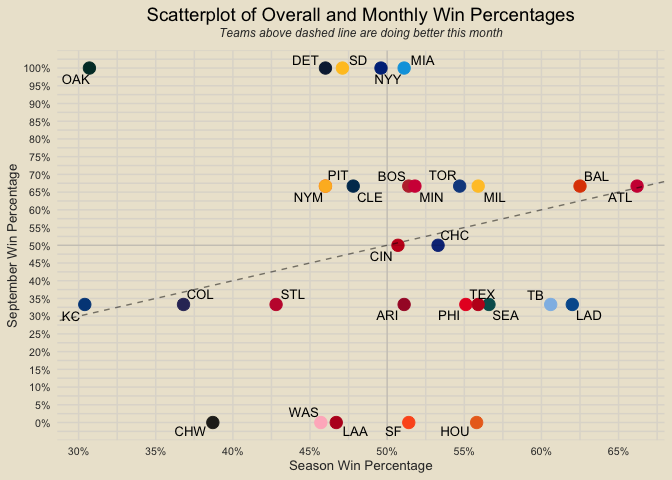 Scatterplot of Overall and Monthly Win Percentages
Teams above dashed line are doing better this month
September Win Percentage
100%
95%
90%
85%
80%
75%
70%
65%
60%
55%
50%
45%
40%
35%
30%
25%
20%
15%
10%
5%
0%
OAK
DET
SD
NYY
MIA
PIT
NYM
CLE
BOS
MIN
TOR
MIL
BAL
ATL
CIN
CHC
KC
COL
STL
ARI
PHI
TEX
SEA
TB
LAD
CHW
WAS
LAA
SF
HOU
30%
35%
40%
45%
50%
55%
60%
65%
Season Win Percentage